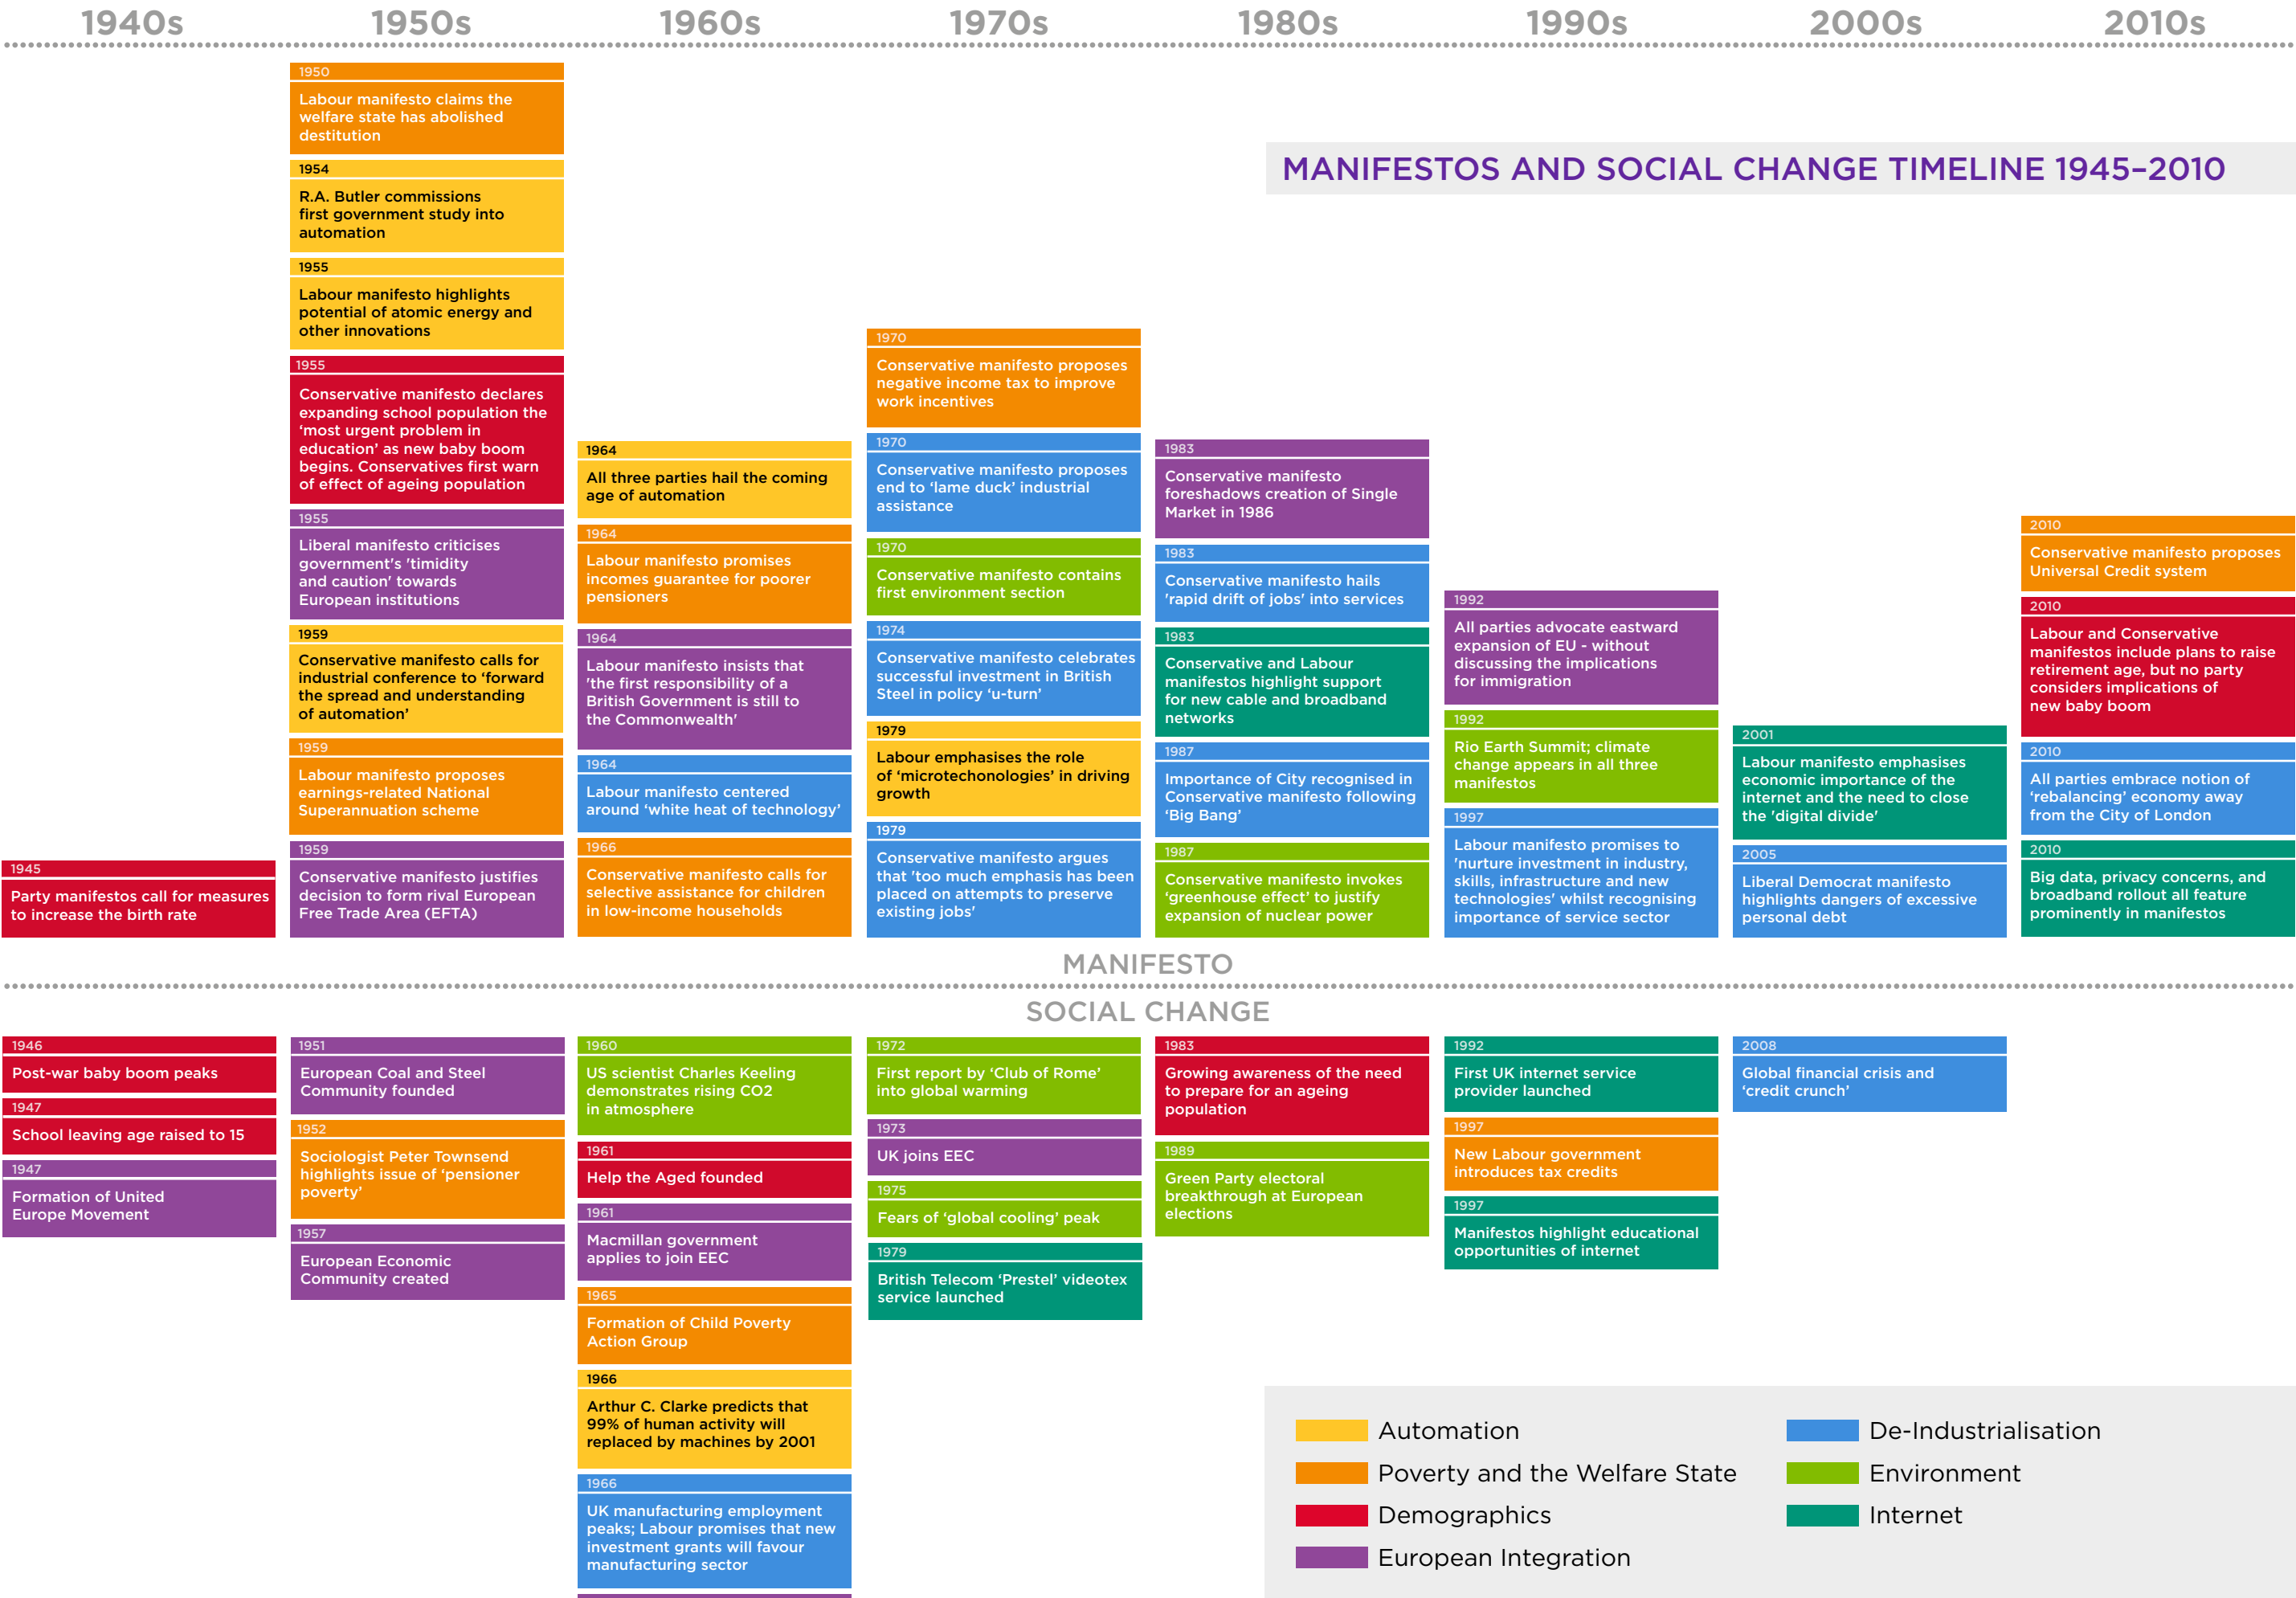 1940s
1950s
1960s
1970s
1980s
1990s
2000s
2010s
MANIFESTOS AND SOCIAL CHANGE TIMELINE 1945–2010
1945
Party manifestos call for measures
to increase the birth rate
1950
Labour manifesto claims the
welfare state has abolished
destitution
1954
R.A. Butler commissions
first government study into
automation
1955
Labour manifesto highlights
potential of atomic energy and
other innovations
1955
Conservative manifesto declares
expanding school population the
‘most urgent problem in
education’ as new baby boom
begins. Conservatives first warn
of effect of ageing population
1955
Liberal manifesto criticises
government's 'timidity
and caution' towards
European institutions
1959
Conservative manifesto calls for
industrial conference to ‘forward
the spread and understanding
of automation’
1959
Labour manifesto proposes
earnings-related National
Superannuation scheme
1959
Conservative manifesto justifies
decision to form rival European
Free Trade Area (EFTA)
1964
All three parties hail the coming
age of automation
1964
Labour manifesto promises
incomes guarantee for poorer
pensioners
1964
Labour manifesto insists that
'the first responsibility of a
British Government is still to
the Commonwealth'
1964
Labour manifesto centered
around ‘white heat of technology’
1966
Conservative manifesto calls for
selective assistance for children
in low-income households
1970
Conservative manifesto proposes
negative income tax to improve
work incentives
1970
Conservative manifesto proposes
end to ‘lame duck’ industrial
assistance
1970
Conservative manifesto contains
first environment section
1974
Conservative manifesto celebrates
successful investment in British
Steel in policy ‘u-turn’
1979
Labour emphasises the role
of ‘microtechonologies’ in driving
growth
1979
Conservative manifesto argues
that 'too much emphasis has been
placed on attempts to preserve
existing jobs'
1983
Conservative manifesto
foreshadows creation of Single
Market in 1986
1983
Conservative manifesto hails
'rapid drift of jobs' into services
1983
Conservative and Labour
manifestos highlight support
for new cable and broadband
networks
1987
Importance of City recognised in
Conservative manifesto following
‘Big Bang’
1987
Conservative manifesto invokes
‘greenhouse effect’ to justify
expansion of nuclear power
1992
All parties advocate eastward
expansion of EU - without
discussing the implications
for immigration
1992
Rio Earth Summit; climate
change appears in all three
manifestos
1997
Labour manifesto promises to
'nurture investment in industry,
skills, infrastructure and new
technologies' whilst recognising
importance of service sector
2001
Labour manifesto emphasises
economic importance of the
internet and the need to close
the 'digital divide'
2005
Liberal Democrat manifesto
highlights dangers of excessive
personal debt
2010
Conservative manifesto proposes
Universal Credit system
2010
Labour and Conservative
manifestos include plans to raise
retirement age, but no party
considers implications of
new baby boom
2010
All parties embrace notion of
‘rebalancing’ economy away
from the City of London
2010
Big data, privacy concerns, and
broadband rollout all feature
prominently in manifestos
MANIFESTO
SOCIAL CHANGE
1946
Post-war baby boom peaks
1947
School leaving age raised to 15
1947
Formation of United
Europe Movement
1951
European Coal and Steel
Community founded
1952
Sociologist Peter Townsend
highlights issue of ‘pensioner
poverty’
1957
European Economic
Community created
1960
US scientist Charles Keeling
demonstrates rising CO2
in atmosphere
1961
Help the Aged founded
1961
Macmillan government
applies to join EEC
1965
Formation of Child Poverty
Action Group
1966
Arthur C. Clarke predicts that
99% of human activity will
replaced by machines by 2001
1966
UK manufacturing employment
peaks; Labour promises that new
investment grants will favour
manufacturing sector
1972
First report by ‘Club of Rome’
into global warming
1973
UK joins EEC
1975
Fears of ‘global cooling’ peak
1979
British Telecom ‘Prestel’ videotex
service launched
1983
Growing awareness of the need
to prepare for an ageing
population
1989
Green Party electoral
breakthrough at European
elections
1992
First UK internet service
provider launched
1997
New Labour government
introduces tax credits
1997
Manifestos highlight educational
opportunities of internet
2008
Global financial crisis and
‘credit crunch’
Automation
Poverty and the Welfare State
Demographics
European Integration
De-Industrialisation
Environment
Internet